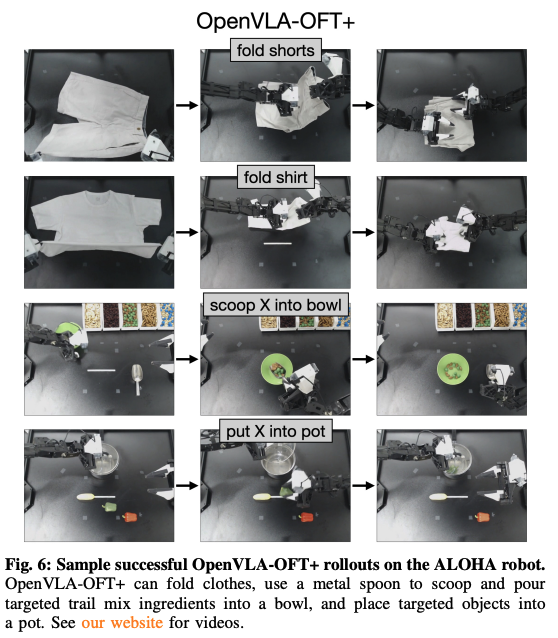 OpenVLA-OFT+
fold shorts
fold shirt
scoop X into bowl
put X into pot
Fig. 6: Sample successful OpenVLA-OFT+ rollouts on the ALOHA robot.
OpenVLA-OFT+ can fold clothes, use a metal spoon to scoop and pour
targeted trail mix ingredients into a bowl, and place targeted objects into
a pot. See our website for videos.